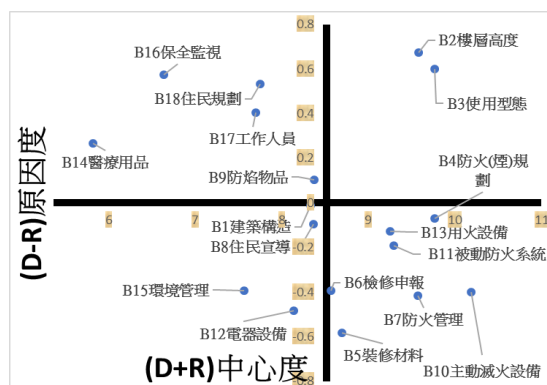 0.8
B16保全監視
B2樓層高度
0.6
B18住民規劃
B3使用型態
0.4
B17工作人員
B14醫療用品
B4防火(煙)規
劃
0.2
B9防焰物品
(D-R)原因度
6
7
8
0
9
10
11
B1建築構造
B13用火設備
B8住民宣導
-0.2
B11被動防火系統
B15環境管理
-0.4
B6檢修申報
B12電器設備
B7防火管理
-0.6
B5裝修材料
(D+R)中心度
B10主動滅火設備
-0.8